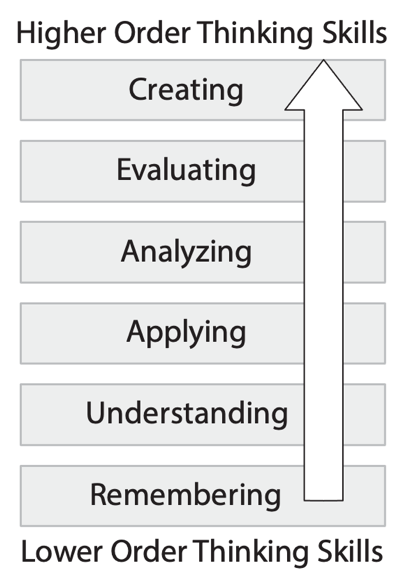 Higher Order Thinking Skills
Creating
Evaluating
Analyzing
Applying
Understanding
Remembering
Lower Order Thinking Skills